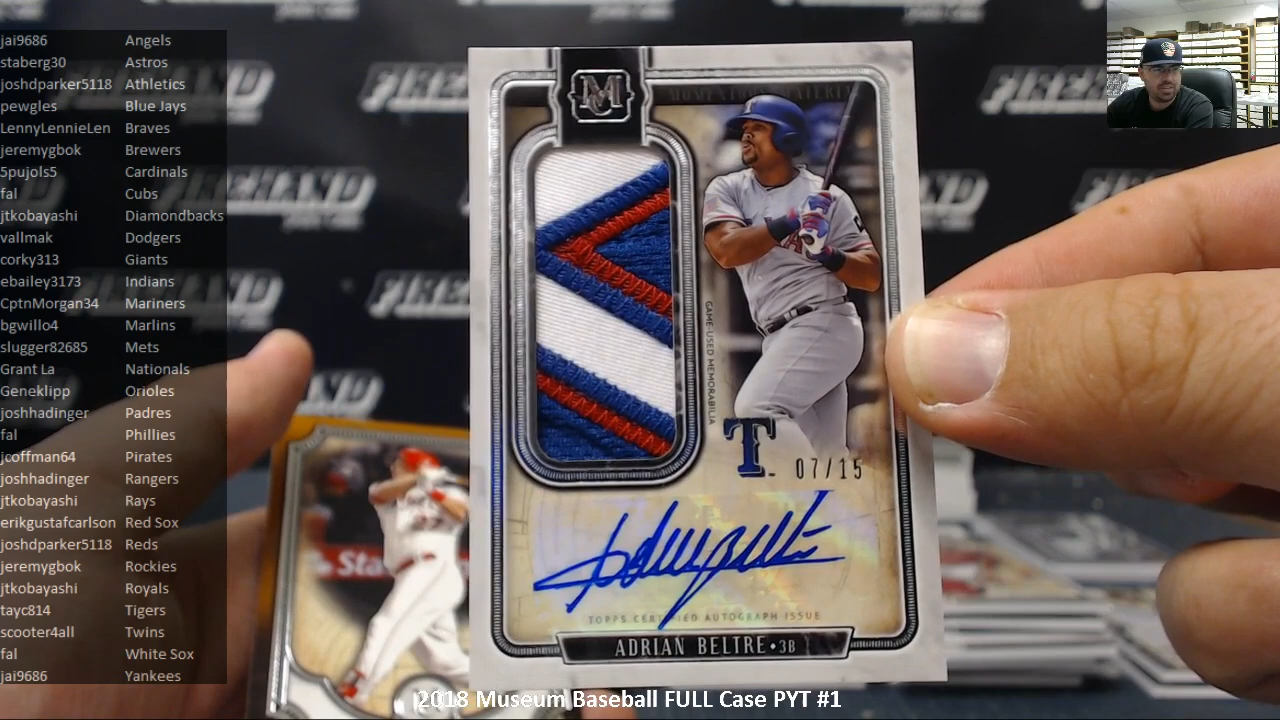 jai9686 Angels
staberg30 Astros
joshdparker5118 Athletics
pewgles Blue Jays
LennyLennieLen Braves
jeremygbok Brewers
5pujols5 Cardinals
fal Cubs
jtkobayashi Diamondbacks
vallmak Dodgers
corky313 Giants
ebailey3173 Indians
CptnMorgan34 Mariners
bgwillo4 Marlins
slugger82685 Mets
Grant La Nationals
Geneklipp Orioles
joshhadinger Padres
fal Phillies
jcoffman64 Pirates
joshhadinger Rangers
jtkobayashi Rays
erikgustafcarlson Red Sox
joshdparker5118 Reds
jeremygbok Rockies
jtkobayashi Royals
tayc814 Tigers
scooter4all Twins
fal White Sox
jai9686 Yankees
FIREHAND
M
GAME-USED MEMORABILIA
T
07/15
Adrian Beltre
TOPPS CERTIFIED AUTOGRAPH ISSUE
ADRIAN BELTRE • 3B
2018 Museum Baseball FULL Case PYT #1